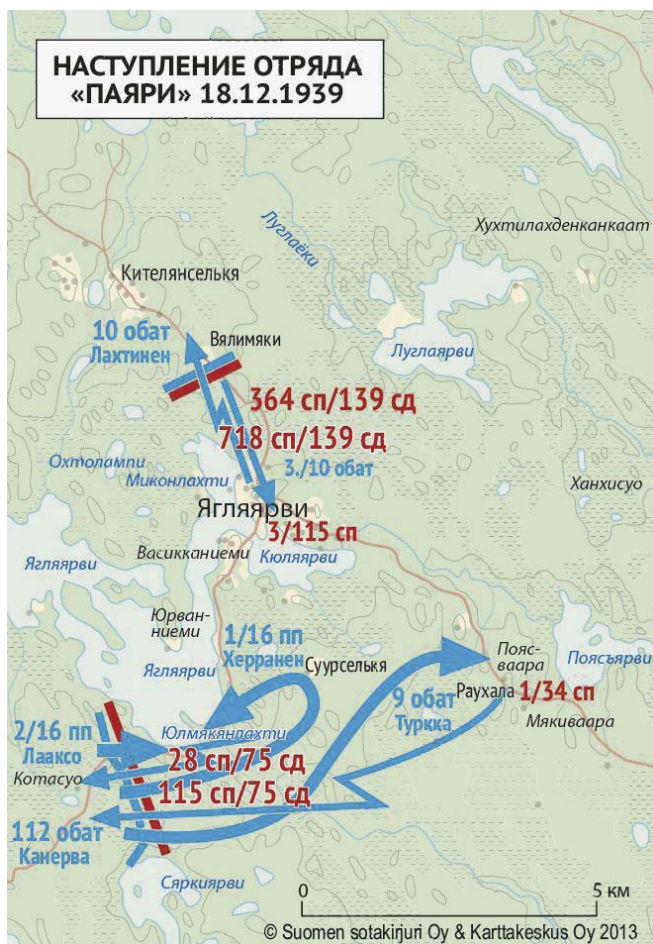 НАСТУПЛЕНИЕ ОТРЯДА
«ПАЯРИ» 18.12.1939
Луглаёки
Хухтилахденканкаат
Кителянселькя
10 обат
Лахтинен
Вялимяки
Луглаярви
364 сп/139 сд
718 сп/139 сд
3./10 обат
Охтолампи
Миконлахти
Ханхисуо
Ягляярви
3/115 сп
Васикканиеми
Кюляярви
Ягляярви
Юрван-
ниеми
1/16 пп
Херранен
Суурселькя
Пояс-
ваара
Поясъярви
Ягляярви
9 обат
Туркка
Раухала 1/34 сп
Мякиваара
2/16 пп
Лааксо
Юлмякянлахти
28 сп/75 сд
Котасуо
115 сп/75 сд
112 обат
Канерва
Сяркиярви
0 5 км
© Suomen sotakirjuri Oy & Karttakeskus Oy 2013